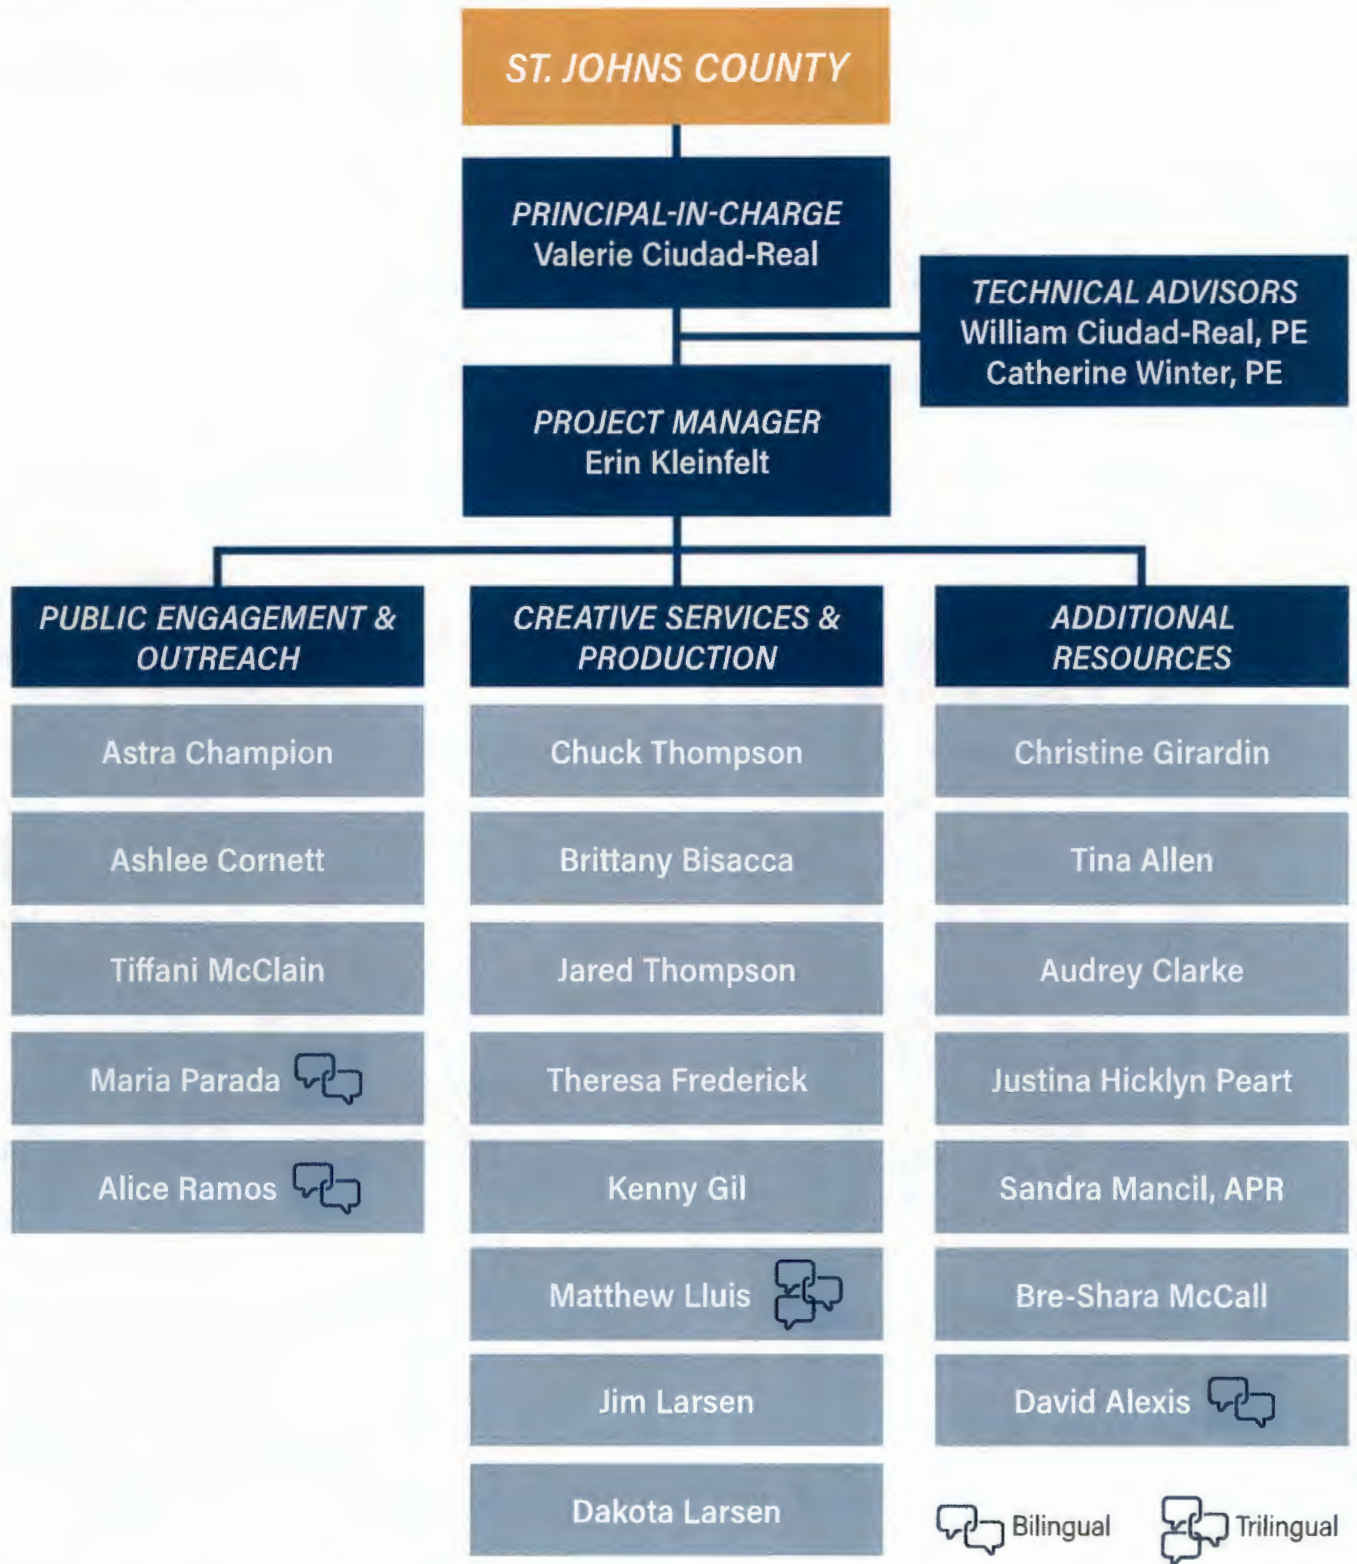 ST. JOHNS COUNTY
PRINCIPAL-IN-CHARGE
Valerie Ciudad-Real
TECHNICAL ADVISORS
William Ciudad-Real, PE
Catherine Winter, PE
PROJECT MANAGER
Erin Kleinfelt
PUBLIC ENGAGEMENT &
OUTREACH
Astra Champion
Ashlee Cornett
Tiffani McClain
Maria Parada
Alice Ramos
CREATIVE SERVICES &
PRODUCTION
Chuck Thompson
Brittany Bisacca
Jared Thompson
Theresa Frederick
Kenny Gil
Matthew Lluis
Jim Larsen
Dakota Larsen
ADDITIONAL
RESOURCES
Christine Girardin
Tina Allen
Audrey Clarke
Justina Hicklyn Peart
Sandra Mancil, APR
Bre-Shara McCall
David Alexis
Bilingual
Trilingual